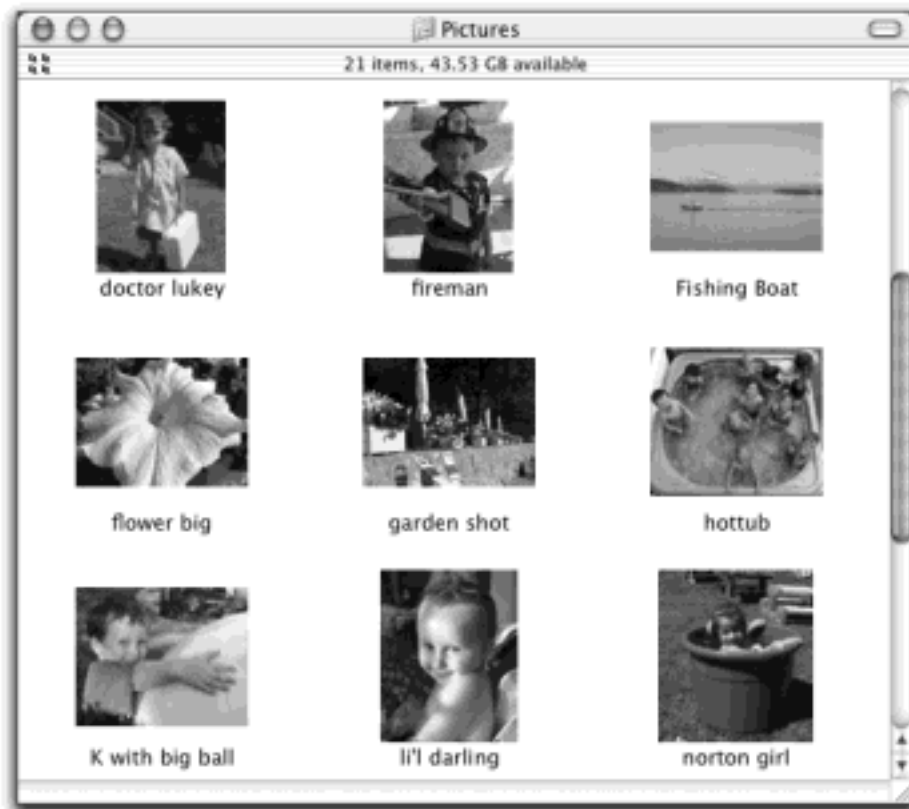 Pictures
21 items, 43.53 GB available
doctor lukey
fireman
Fishing Boat
flower big
garden shot
hottub
K with big ball
li'l darling
norton girl